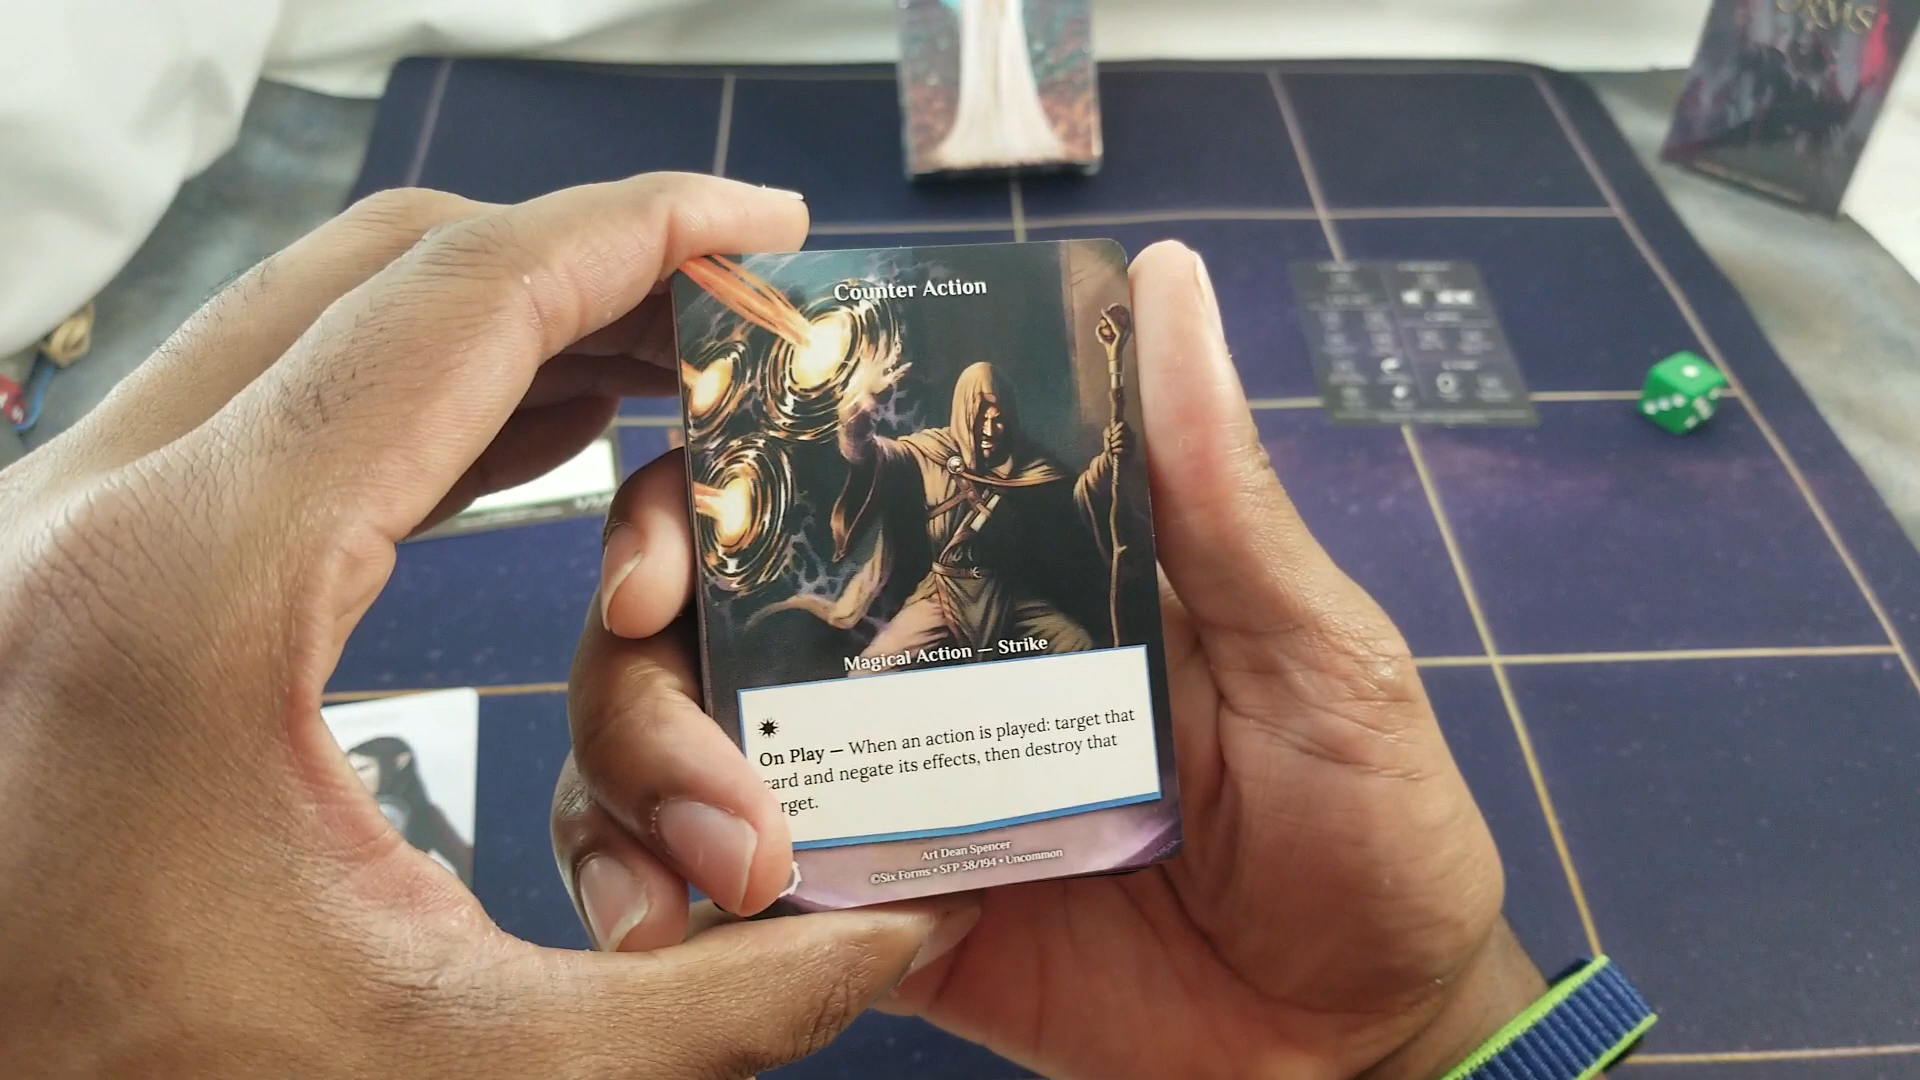 Counter Action
Magical Action — Strike
On Play — When an action is played: target that
card and negate its effects, then destroy that
rget.
Art Dean Spencer
©Six Forms • SFP 38/194 • Uncommon